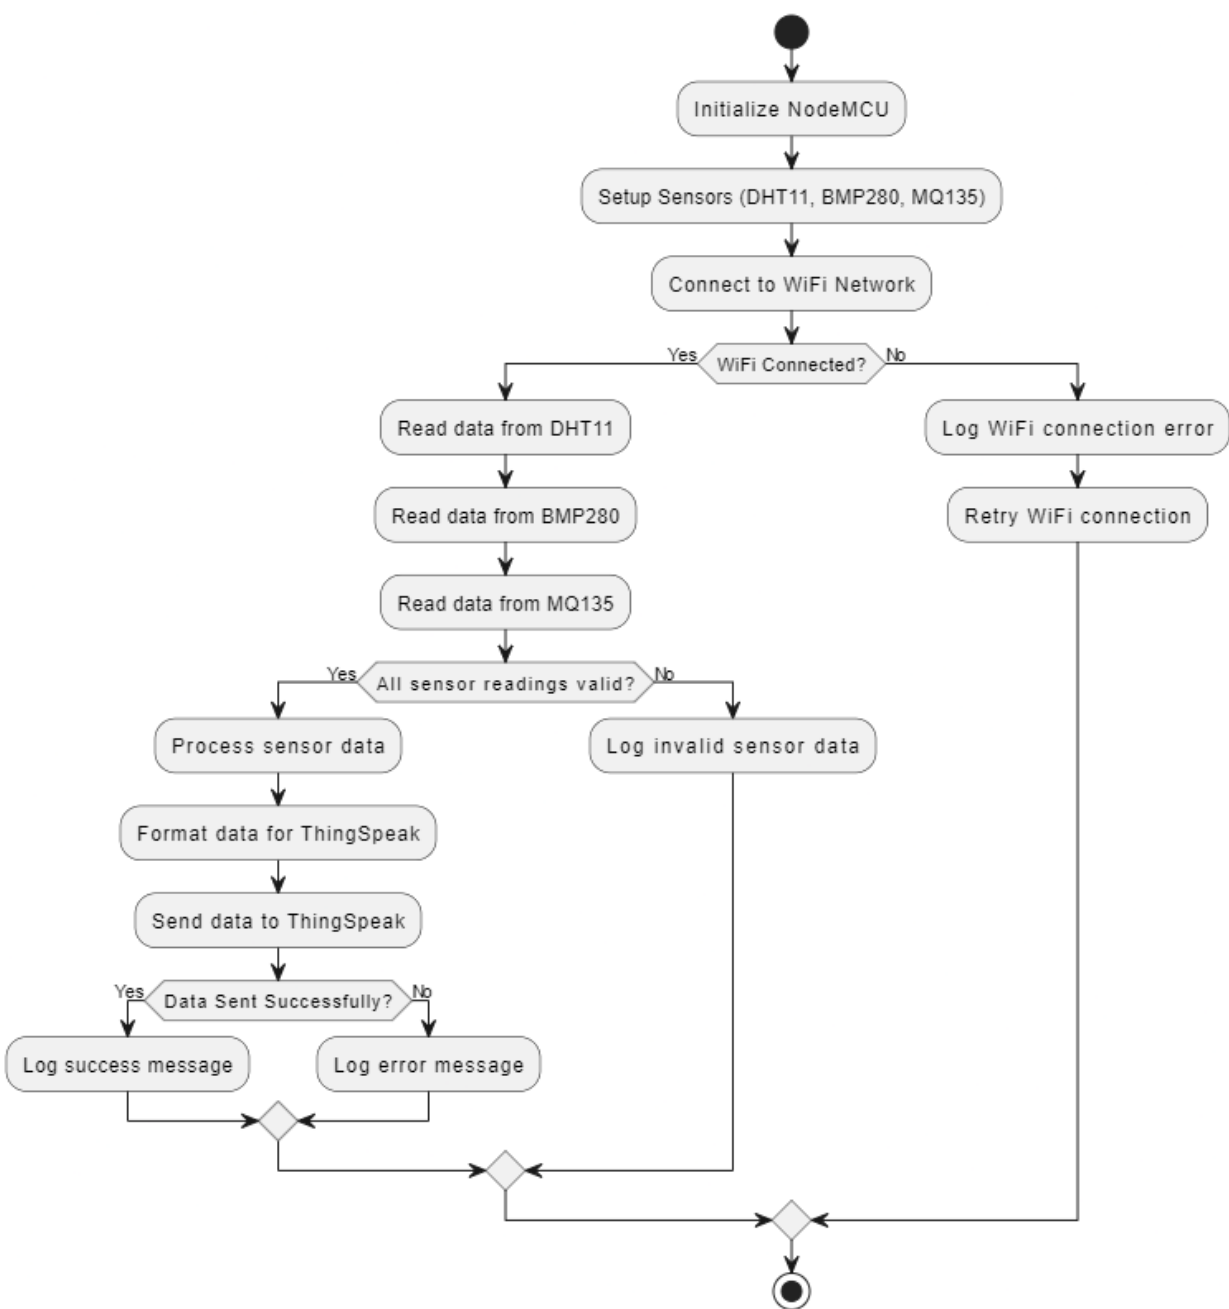 Initialize NodeMCU
Setup Sensors (DHT11, BMP280, MQ135)
Connect to WiFi Network
Yes
WiFi Connected?
No
Read data from DHT11
Log WiFi connection error
Read data from BMP280
Retry WiFi connection
Read data from MQ135
Yes
All sensor readings valid?
No
Process sensor data
Log invalid sensor data
Format data for ThingSpeak
Send data to ThingSpeak
Yes
Data Sent Successfully?
No
Log success message
Log error message